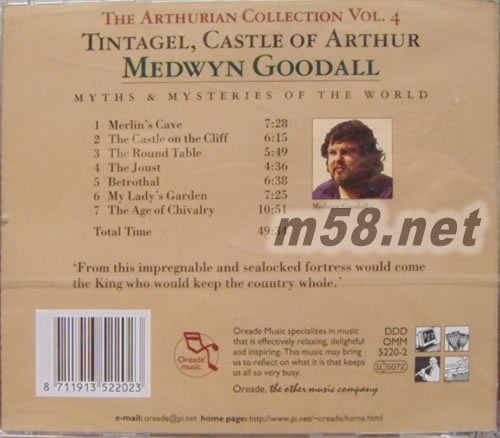 The Arthurian Collection Vol. 4
Tintagel, Castle of Arthur
Medwyn Goodall
MYTHS & MYSTERIES OF THE WORLD
1 Merlin's Cave 7:28
2 The Castle on the Cliff 6:15
3 The Round Table 5:49
4 The Joust 4:36
5 Betrothal 6:38
6 My Lady's Garden 7:25
7 The Age of Chivalry 10:51
Total Time 49:34
Medwyn Goodall
m58.net
'From this impregnable and sealocked fortress would come
the King who would keep the country whole.'
8 711913 522023
Oreade music
Oreade Music specializes in music
that is effectively relaxing, delightful
and inspiring. This music may bring
us to reflect on what it is that keeps
us all so very busy.
Oreade, the other music company
DDD
OMM
5220-2
LC 5072
e-mail: oreade@pi.net home page: http://www.pi.net/~oreade/home.html